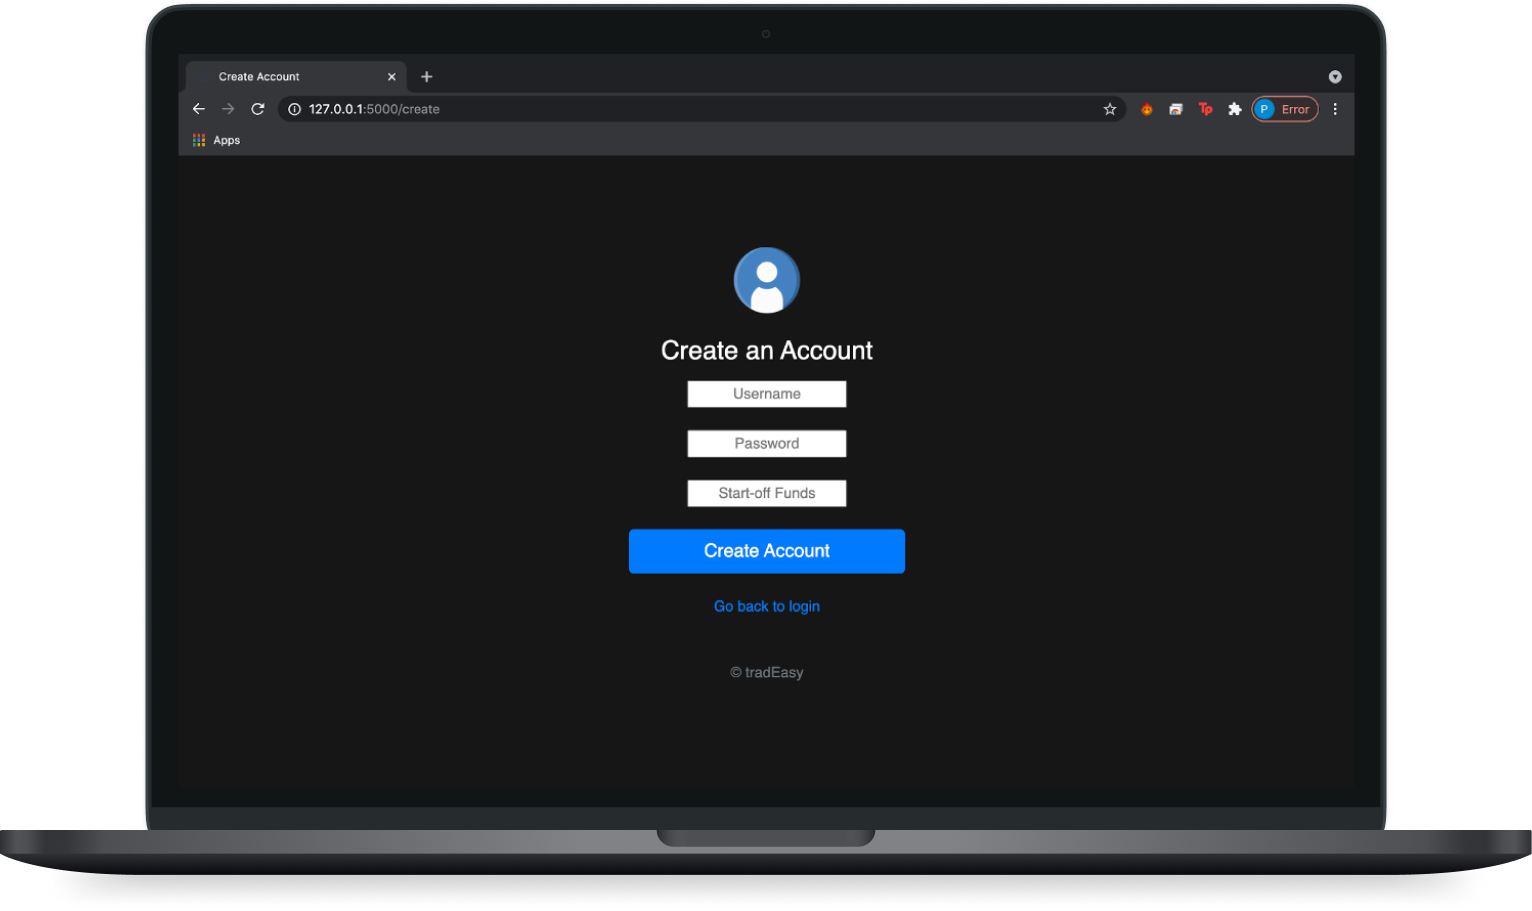 Create Account
127.0.0.1:5000/create
Tp
P Error
Apps
Create an Account
Username
Password
Start-off Funds
Create Account
Go back to login
© tradEasy